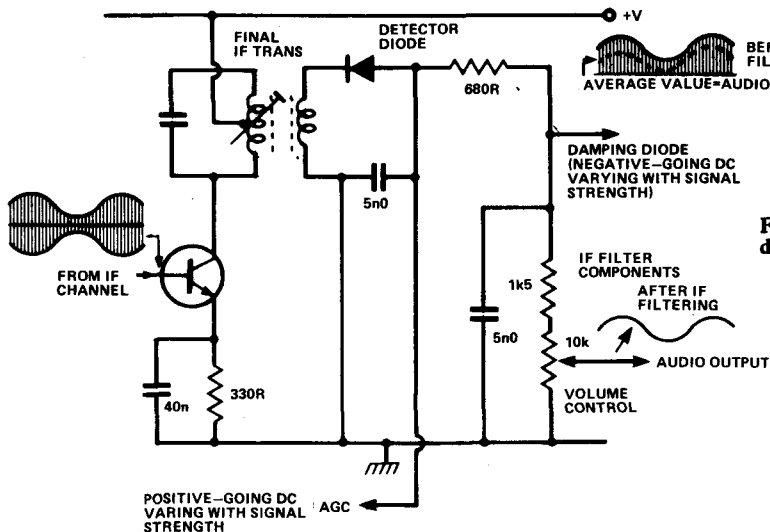 +V
FINAL
IF TRANS
DETECTOR
DIODE
680R
BEF
FIL
AVERAGE VALUE=AUDIO
DAMPING DIODE
(NEGATIVE–GOING DC
VARYING WITH SIGNAL
STRENGTH)
5n0
FROM IF
CHANNEL
F
d
IF FILTER
COMPONENTS
1k5
AFTER IF
FILTERING
5n0
10k
AUDIO OUTPUT
VOLUME
CONTROL
40n
330R
POSITIVE–GOING DC
VARING WITH SIGNAL
STRENGTH
AGC